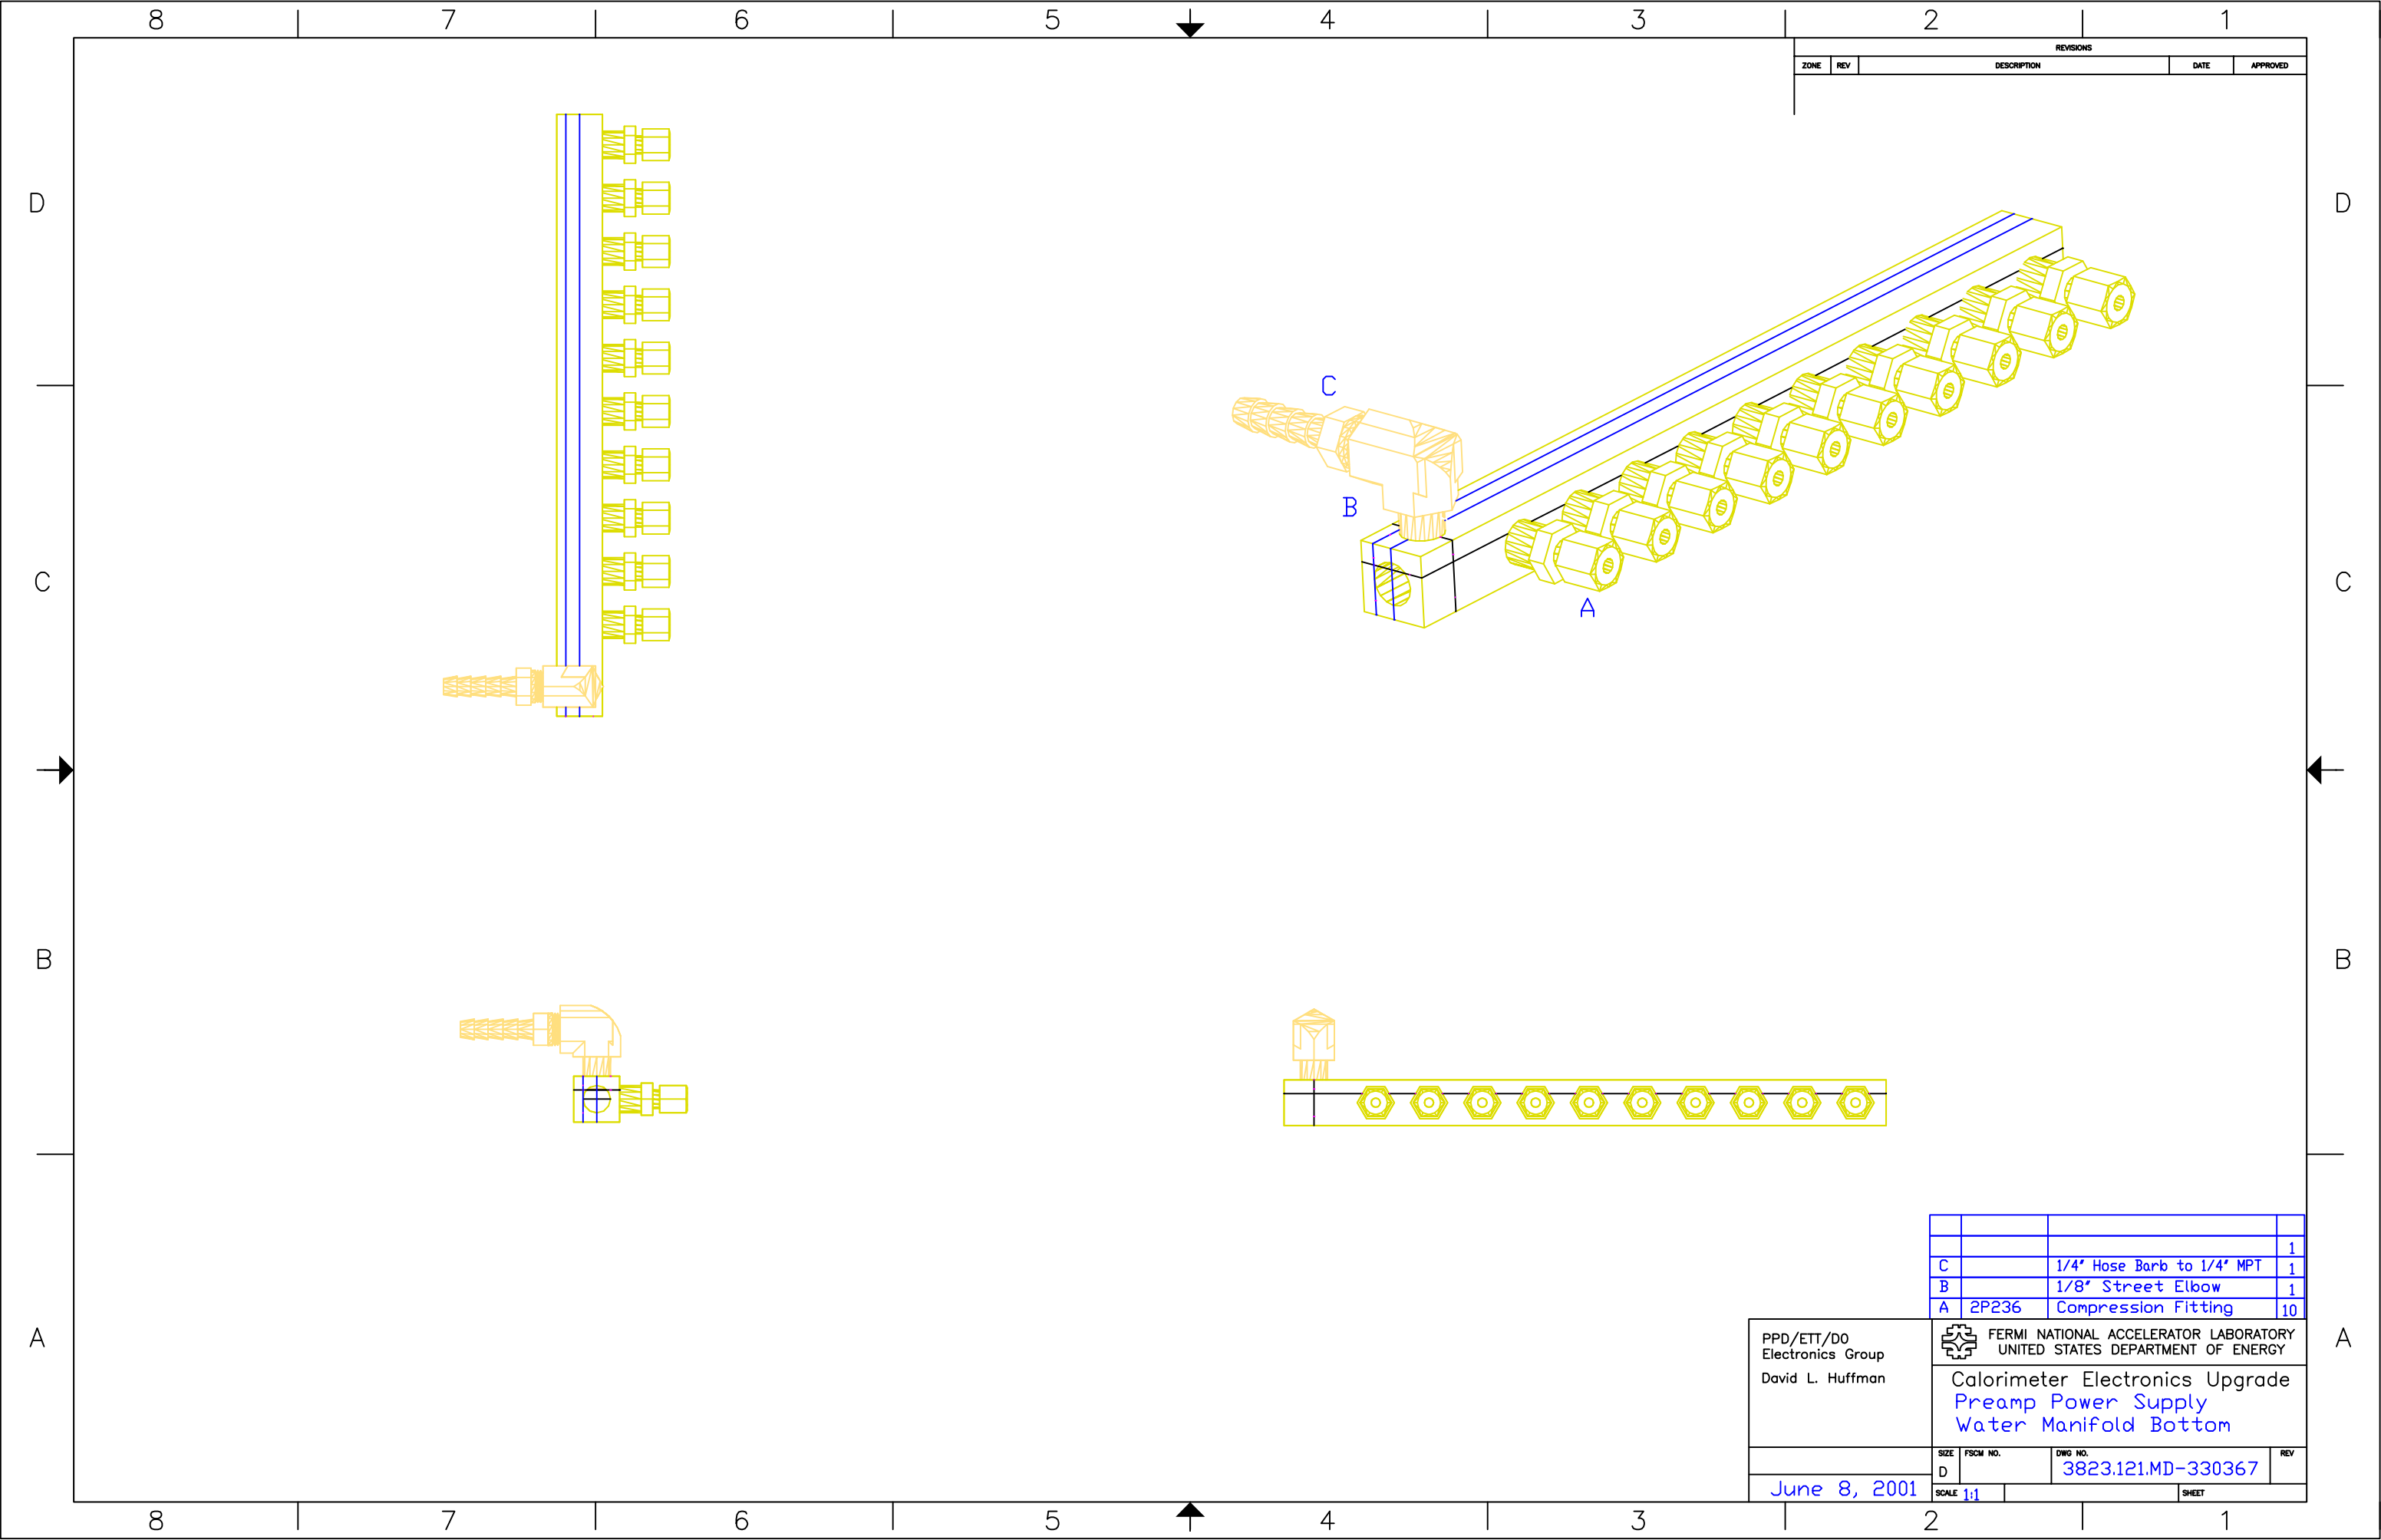 8 7 6 5 4 3 2 1
REVISIONS
ZONE REV DESCRIPTION DATE APPROVED
D D
C
B
A
C C
B B
1
C 1/4" Hose Barb to 1/4" MPT 1
B 1/8" Street Elbow 1
A 2P236 Compression Fitting 10
A A
PPD/ETT/D0
Electronics Group
David L. Huffman
FERMI NATIONAL ACCELERATOR LABORATORY
UNITED STATES DEPARTMENT OF ENERGY
Calorimeter Electronics Upgrade
Preamp Power Supply
Water Manifold Bottom
SIZE FSCM NO. DWG NO. REV
D 3823.121.MD-330367
June 8, 2001
SCALE 1:1 SHEET
8 7 6 5 4 3 2 1